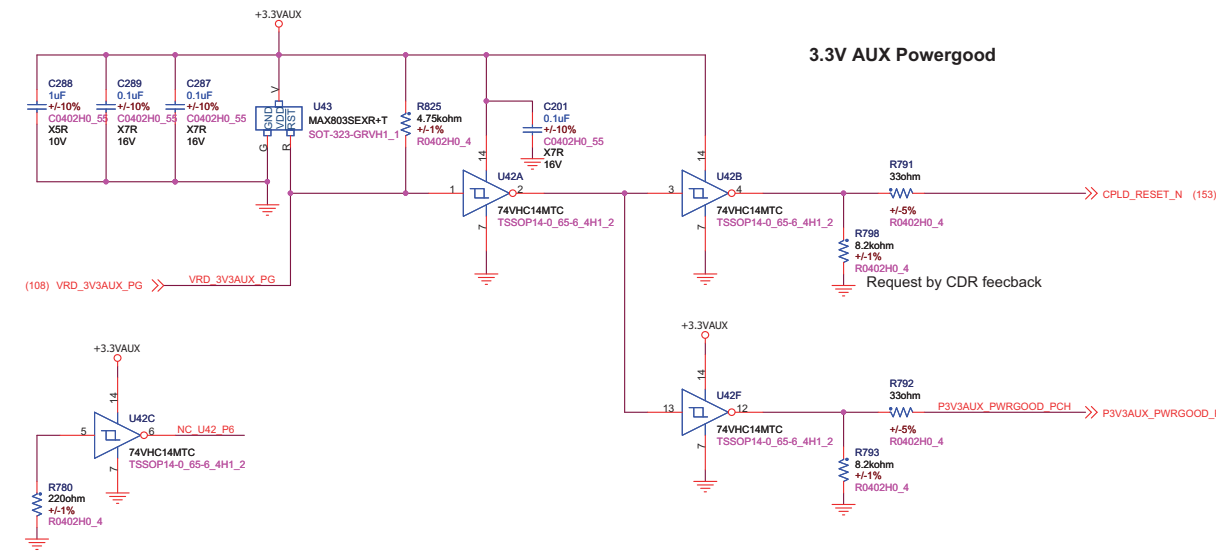 +3.3VAUX
3.3V AUX Powergood
C288
1uF
+/-10%
C0402H0_55
X5R
10V
C289
0.1uF
+/-10%
C0402H0_55
X7R
16V
C287
0.1uF
+/-10%
C0402H0_55
X7R
16V
V
GND
VDD
RST
G
R
U43
MAX803SEXR+T
SOT-323-GRVH1_1
R825
4.75kohm
+/-1%
R0402H0_4
C201
0.1uF
+/-10%
C0402H0_55
X7R
16V
14
U42A
1
2
74VHC14MTC
TSSOP14-0_65-6_4H1_2
7
14
U42B
3
4
74VHC14MTC
TSSOP14-0_65-6_4H1_2
7
R791
33ohm
+/-5%
R0402H0_4
CPLD_RESET_N (153)
R798
8.2kohm
+/-1%
R0402H0_4
Request by CDR feecback
(108) VRD_3V3AUX_PG
VRD_3V3AUX_PG
+3.3VAUX
14
U42F
13
12
74VHC14MTC
TSSOP14-0_65-6_4H1_2
7
R792
33ohm
+/-5%
R0402H0_4
P3V3AUX_PWRGOOD_PCH
R793
8.2kohm
+/-1%
R0402H0_4
+3.3VAUX
14
U42C
5
6
NC_U42_P6
74VHC14MTC
TSSOP14-0_65-6_4H1_2
7
R780
220ohm
+/-1%
R0402H0_4